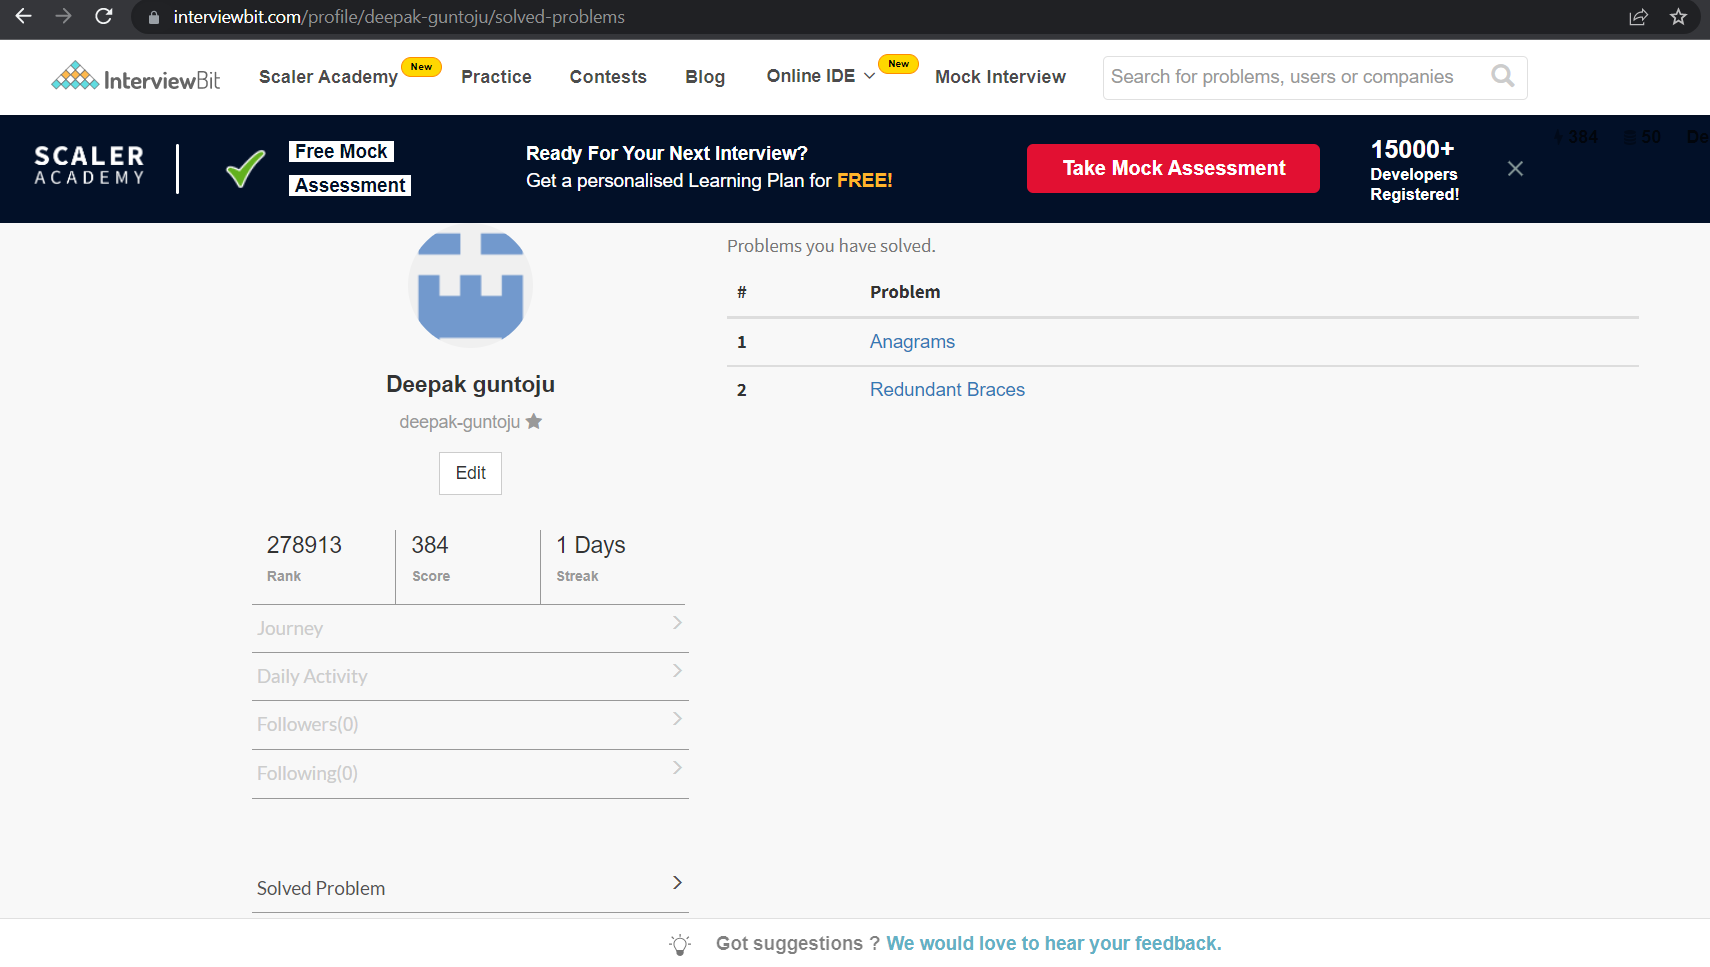 interviewbit.com/profile/deepak-guntoju/solved-problems
InterviewBit
Scaler Academy
New
Practice
Contests
Blog
Online IDE
New
Mock Interview
Search for problems, users or companies
SCALER
ACADEMY
Free Mock
Assessment
Ready For Your Next Interview?
Get a personalised Learning Plan for FREE!
Take Mock Assessment
15000+
Developers
Registered!
384
50
De
Deepak guntoju
deepak-guntoju
Edit
278913
Rank
384
Score
1 Days
Streak
Journey
Daily Activity
Followers(0)
Following(0)
Solved Problem
Problems you have solved.
# Problem
1 Anagrams
2 Redundant Braces
Got suggestions ? We would love to hear your feedback.